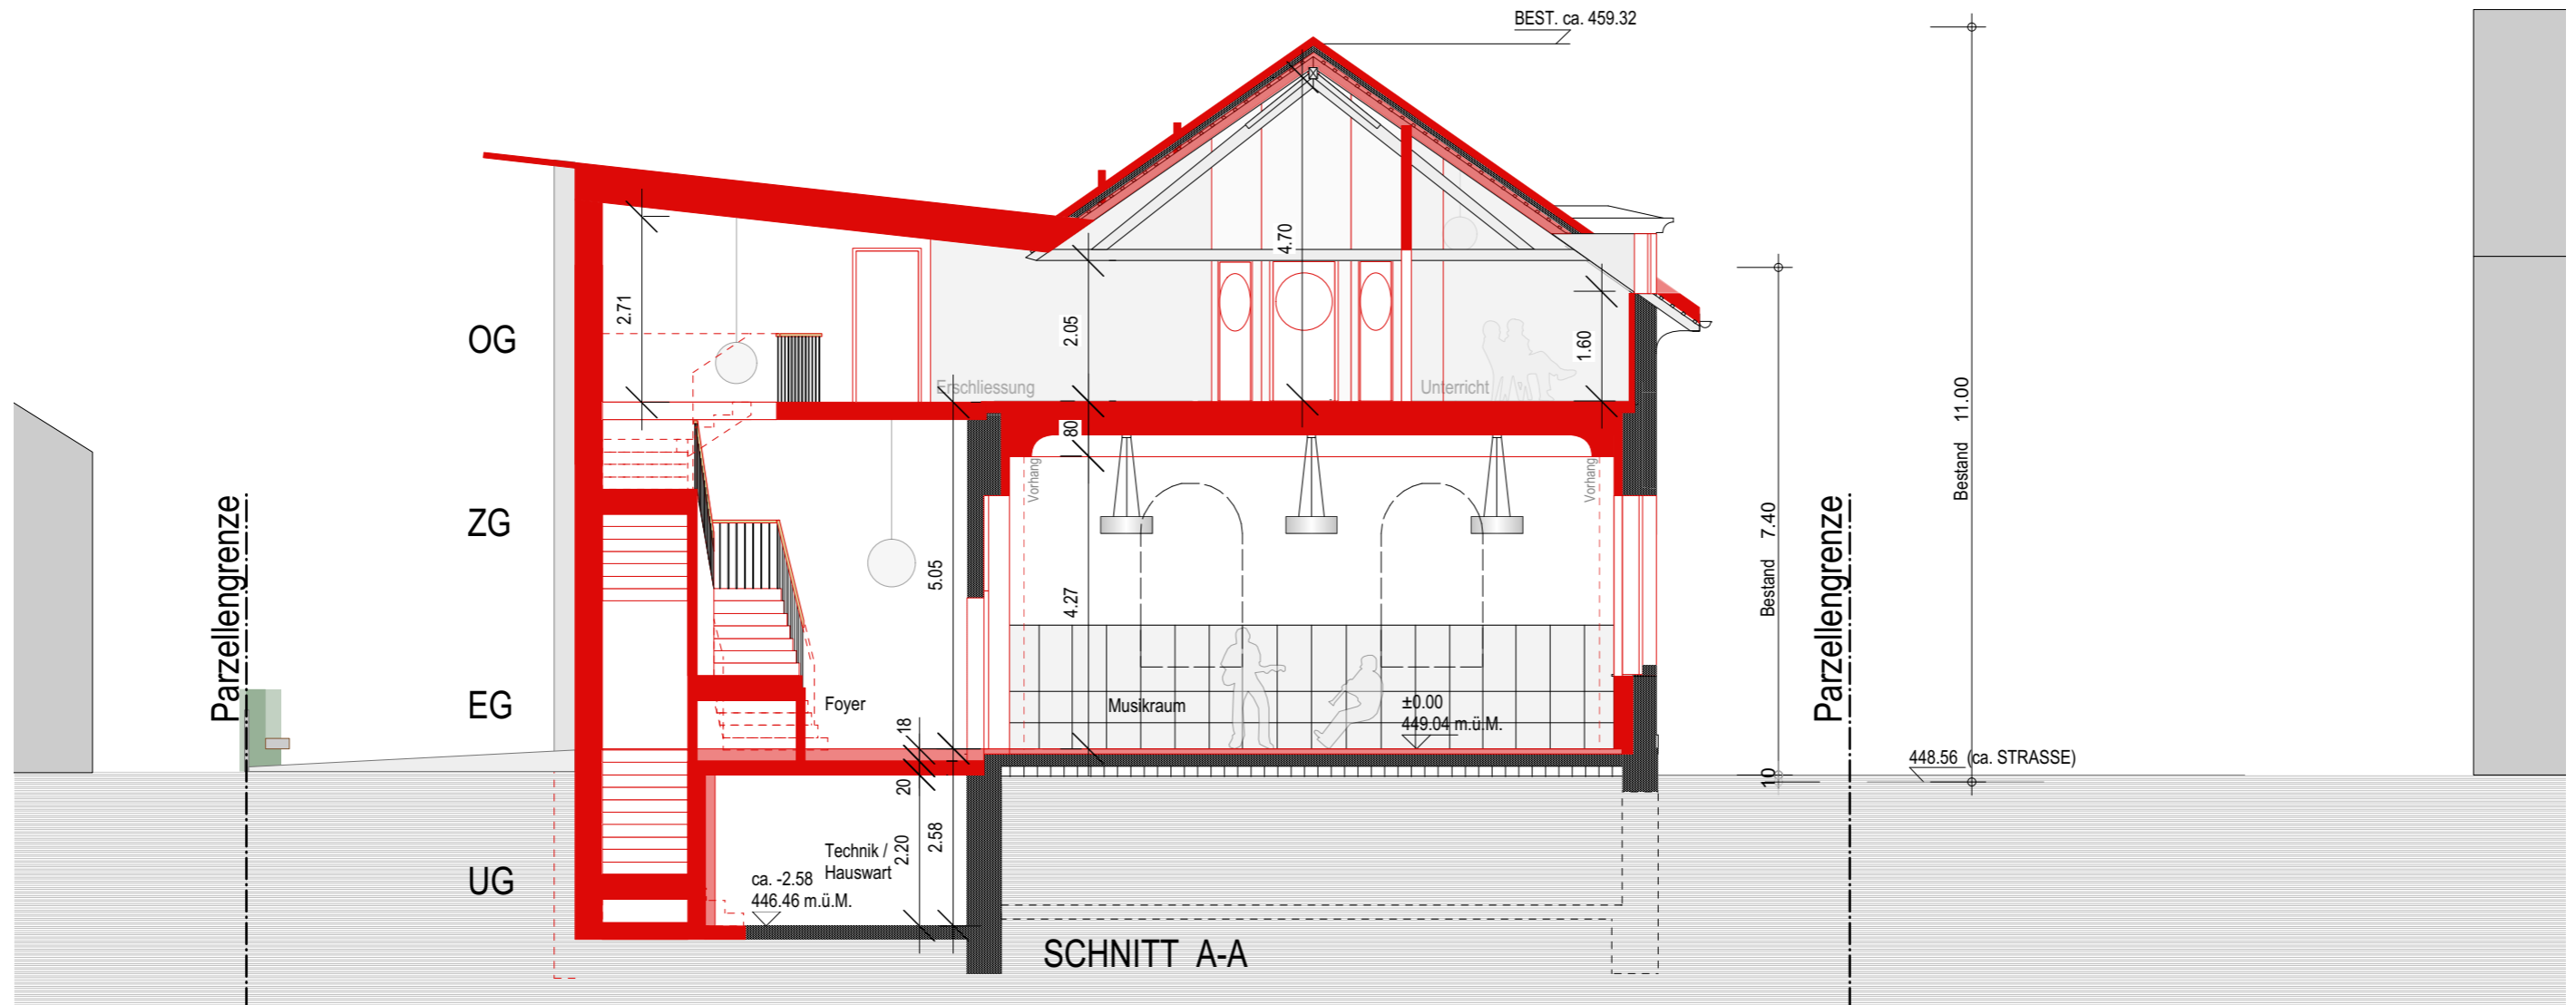 BEST. ca. 459.32
OG
ZG
EG
UG
2.71
Erschliessung
2.05
4.70
Unterricht
1.60
80
Vorhang
Vorhang
5.05
4.27
Foyer
18
Musikraum
±0.00
449.04 m.ü.M.
20
2.20
2.58
Technik /
Hauswart
ca. -2.58
446.46 m.ü.M.
Parzellengrenze
Bestand 7.40
10
Parzellengrenze
Bestand 11.00
448.56 (ca. STRASSE)
SCHNITT A-A